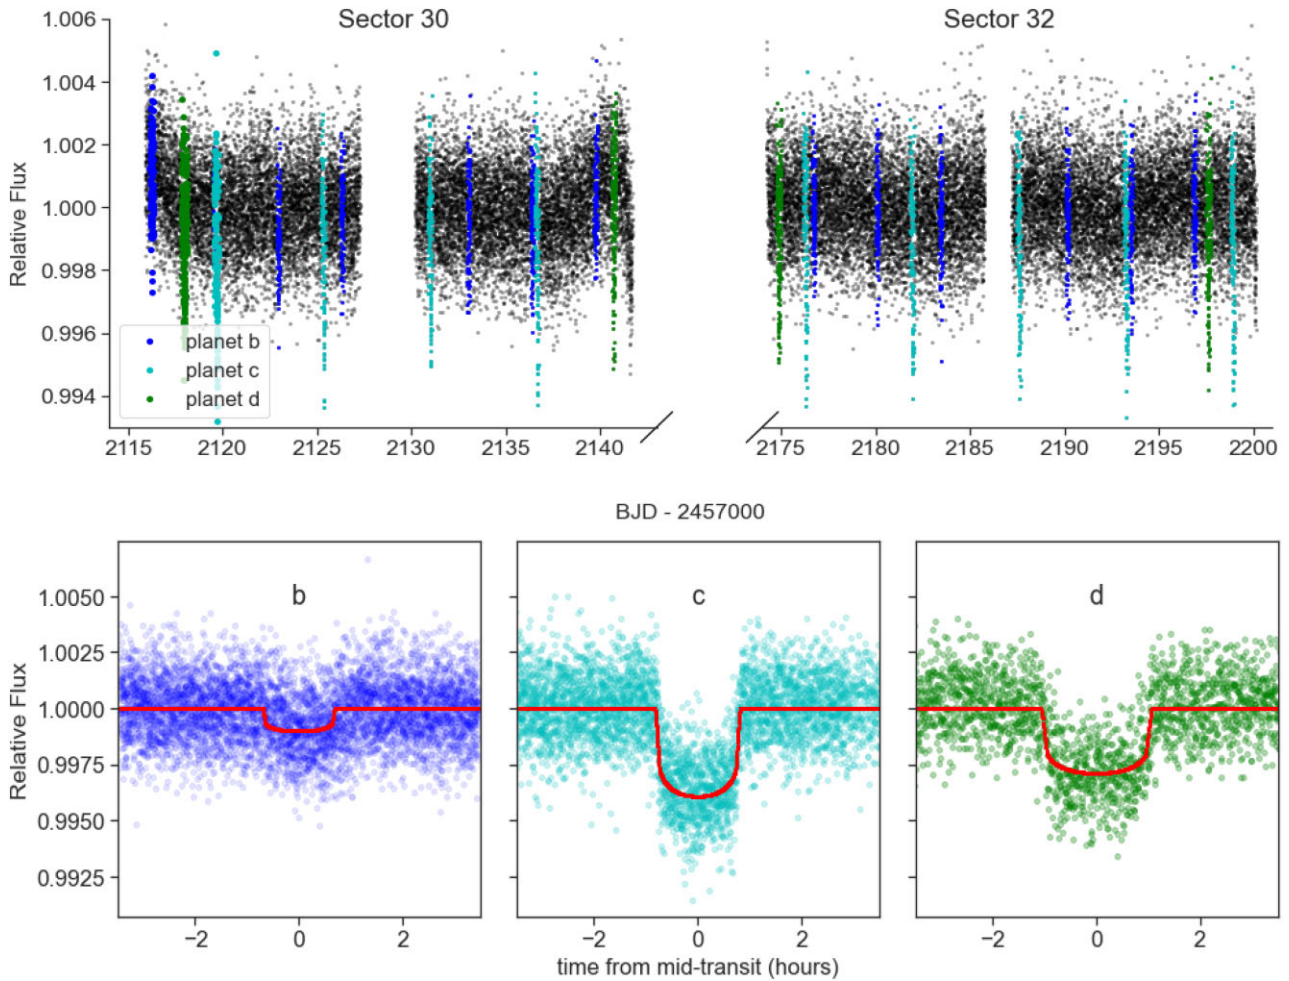 Sector 30
Sector 32
1.006
1.004
1.002
1.000
0.998
0.996
0.994
Relative Flux
planet b
planet c
planet d
2115 2120 2125 2130 2135 2140 2175 2180 2185 2190 2195 2200
BJD - 2457000
b
c
d
1.0050
1.0025
1.0000
0.9975
0.9950
0.9925
Relative Flux
−2 0 2 −2 0 2 −2 0 2
time from mid-transit (hours)